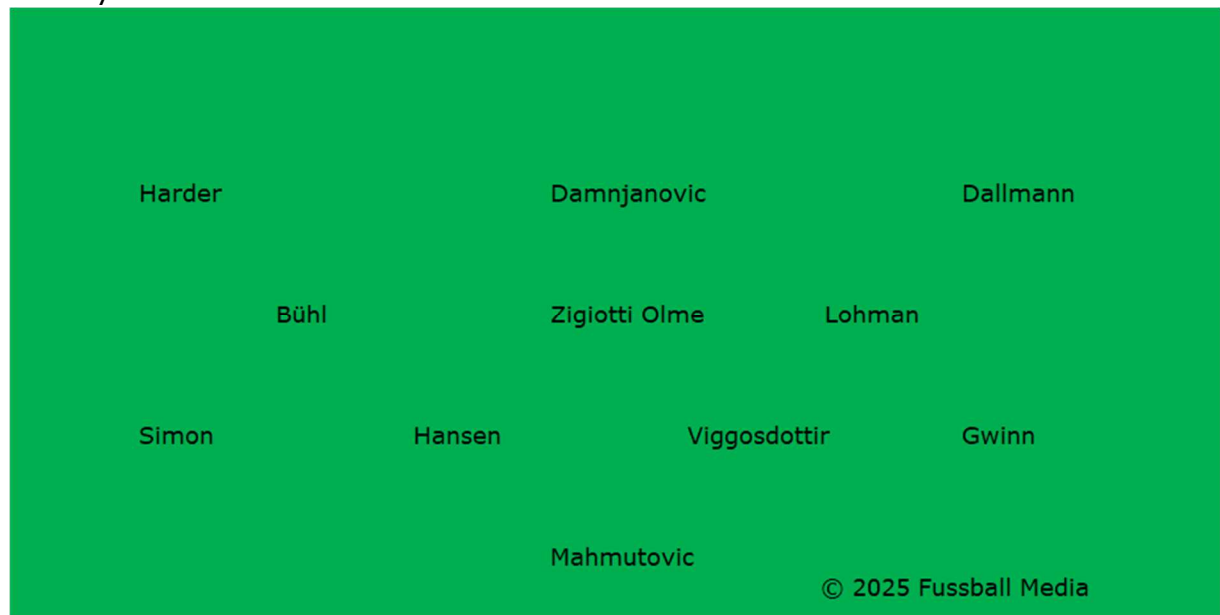 Harder Damnjanovic Dallmann
Bühl Zigiotti Olme Lohman
Simon Hansen Viggosdottir Gwinn
Mahmutovic
© 2025 Fussball Media